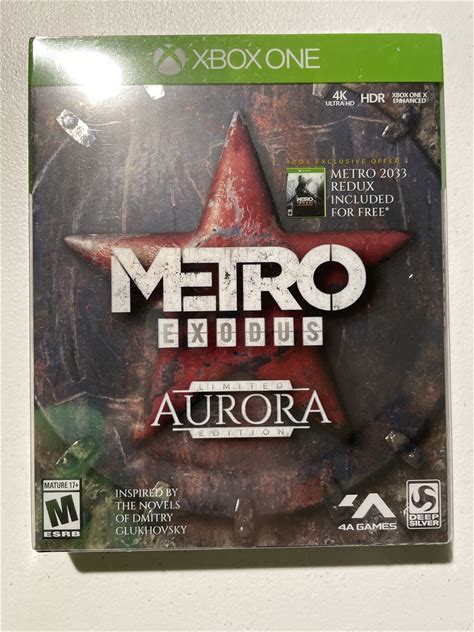 XBOX ONE
4K
ULTRA HD
HDR
XBOX ONE X
ENHANCED
XBOX EXCLUSIVE OFFER
METRO 2033
REDUX
INCLUDED
FOR FREE*
METRO
EXODUS
LIMITED
AURORA
EDITION
MATURE 17+
M
ESRB
INSPIRED BY
THE NOVELS
OF DMITRY
GLUKHOVSKY
4A GAMES
DEEP
SILVER